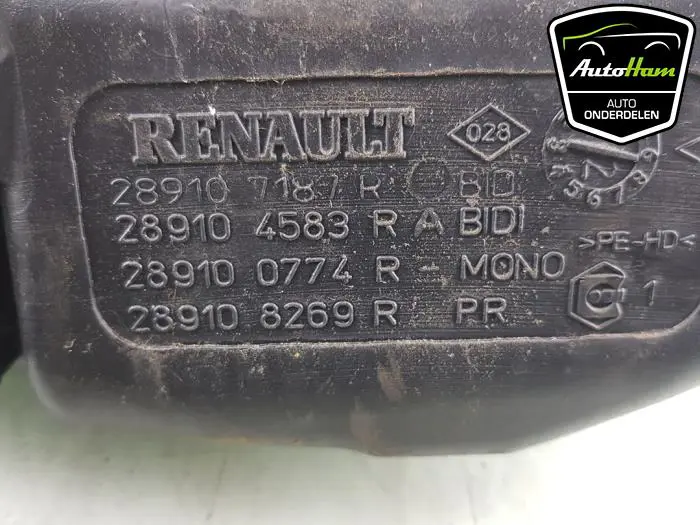 AutoHam
AUTO
ONDERDELEN
RENAULT
028
28910 7187 R BIDI
28910 4583 R A BIDI
28910 0774 R - MONO
28910 8269 R PR
>PE-HD<
1